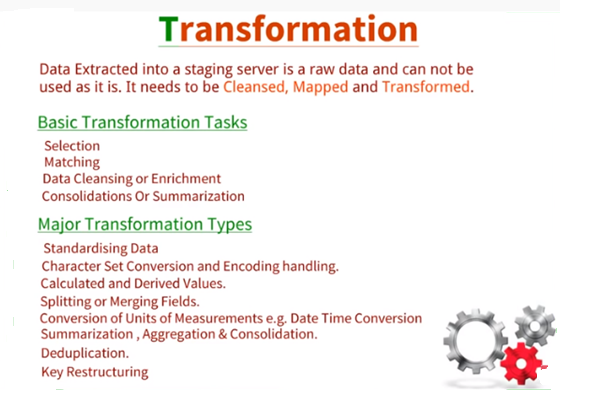 Transformation
Data Extracted into a staging server is a raw data and can not be
used as it is. It needs to be Cleansed, Mapped and Transformed.
Basic Transformation Tasks
Selection
Matching
Data Cleansing or Enrichment
Consolidations Or Summarization
Major Transformation Types
Standardising Data
Character Set Conversion and Encoding handling.
Calculated and Derived Values.
Splitting or Merging Fields.
Conversion of Units of Measurements e.g. Date Time Conversion
Summarization , Aggregation & Consolidation.
Deduplication.
Key Restructuring